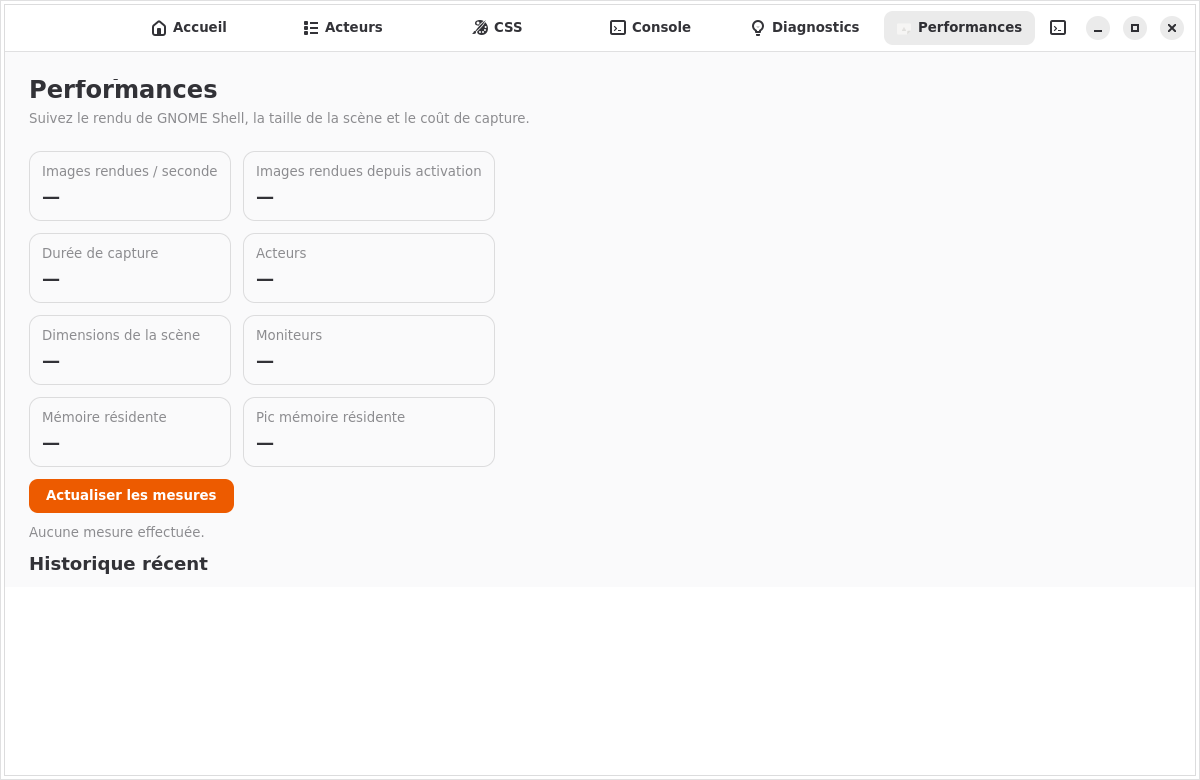 Accueil
Acteurs
CSS
Console
Diagnostics
Performances
Performances
Suivez le rendu de GNOME Shell, la taille de la scène et le coût de capture.
Images rendues / seconde
—
Images rendues depuis activation
—
Durée de capture
—
Acteurs
—
Dimensions de la scène
—
Moniteurs
—
Mémoire résidente
—
Pic mémoire résidente
—
Actualiser les mesures
Aucune mesure effectuée.
Historique récent